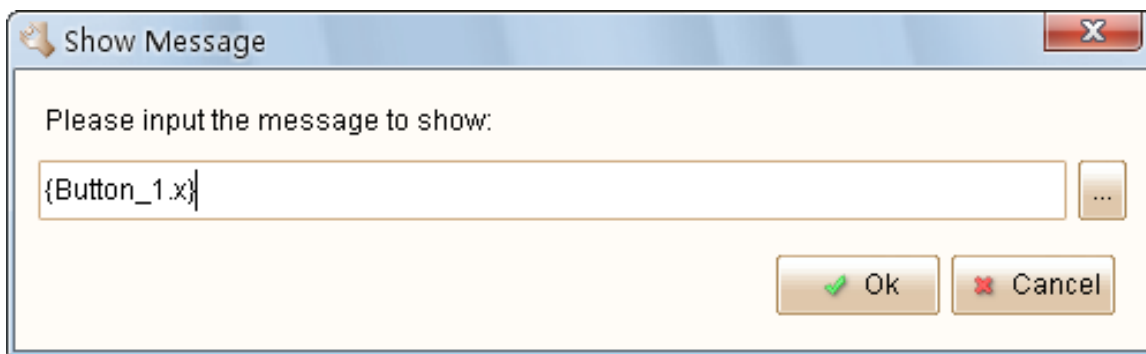 Show Message
Please input the message to show:
{Button_1.x}
...
Ok Cancel